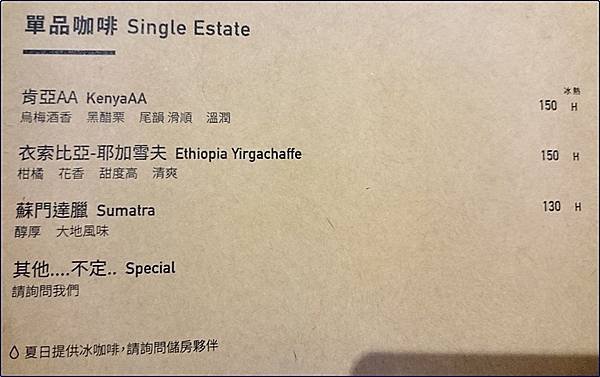 單品咖啡 Single Estate
冰熱
肯亞AA KenyaAA 150 H
烏梅酒香 黑醋栗 尾韻滑順 溫潤
衣索比亞-耶加雪夫 Ethiopia Yirgachaffe 150 H
柑橘 花香 甜度高 清爽
蘇門達臘 Sumatra 130 H
醇厚 大地風味
其他....不定.. Special
請詢問我們
夏日提供冰咖啡,請詢問儲房夥伴